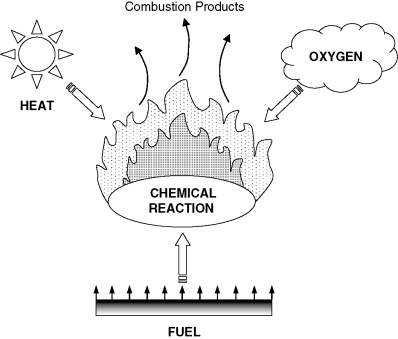 Combustion Products
OXYGEN
HEAT
CHEMICAL
REACTION
FUEL